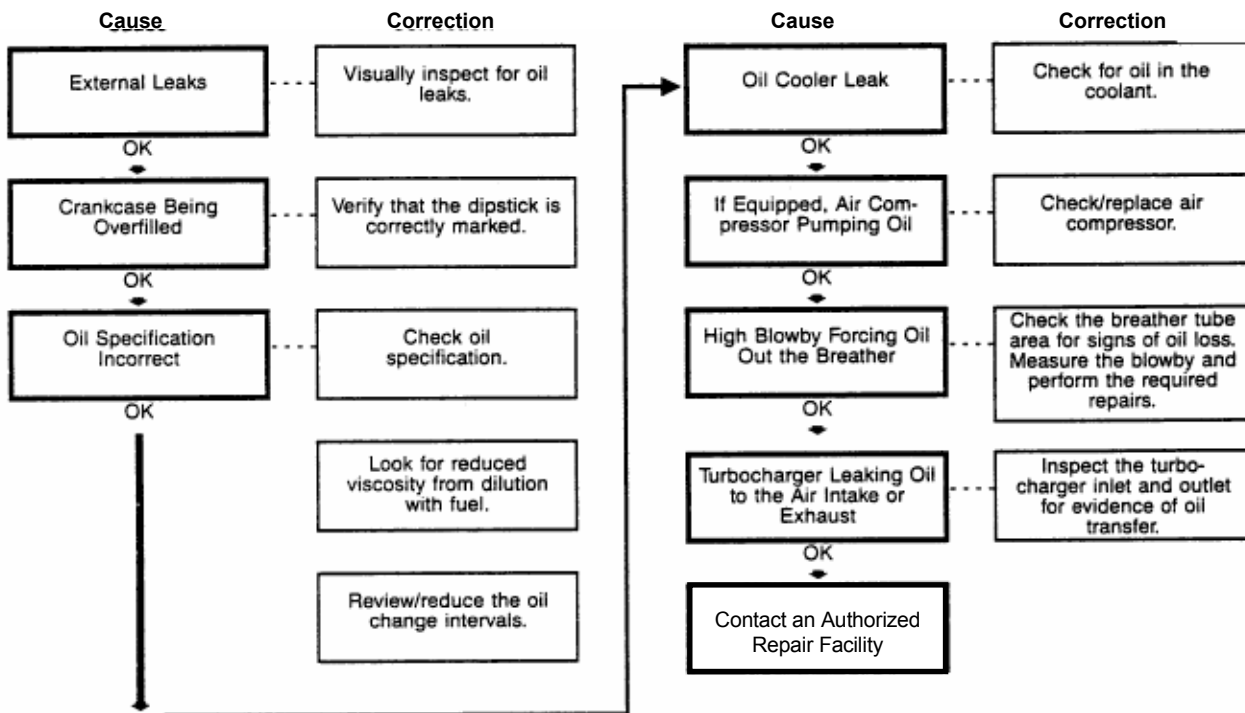 Cause
Correction
External Leaks
Visually inspect for oil
leaks.
OK
Crankcase Being
Overfilled
Verify that the dipstick is
correctly marked.
OK
Oil Specification
Incorrect
Check oil
specification.
OK
Look for reduced
viscosity from dilution
with fuel.
Review/reduce the oil
change intervals.
Cause
Correction
Oil Cooler Leak
Check for oil in the
coolant.
OK
If Equipped, Air Com-
pressor Pumping Oil
Check/replace air
compressor.
OK
High Blowby Forcing Oil
Out the Breather
Check the breather tube
area for signs of oil loss.
Measure the blowby and
perform the required
repairs.
OK
Turbocharger Leaking Oil
to the Air Intake or
Exhaust
Inspect the turbo-
charger inlet and outlet
for evidence of oil
transfer.
OK
Contact an Authorized
Repair Facility